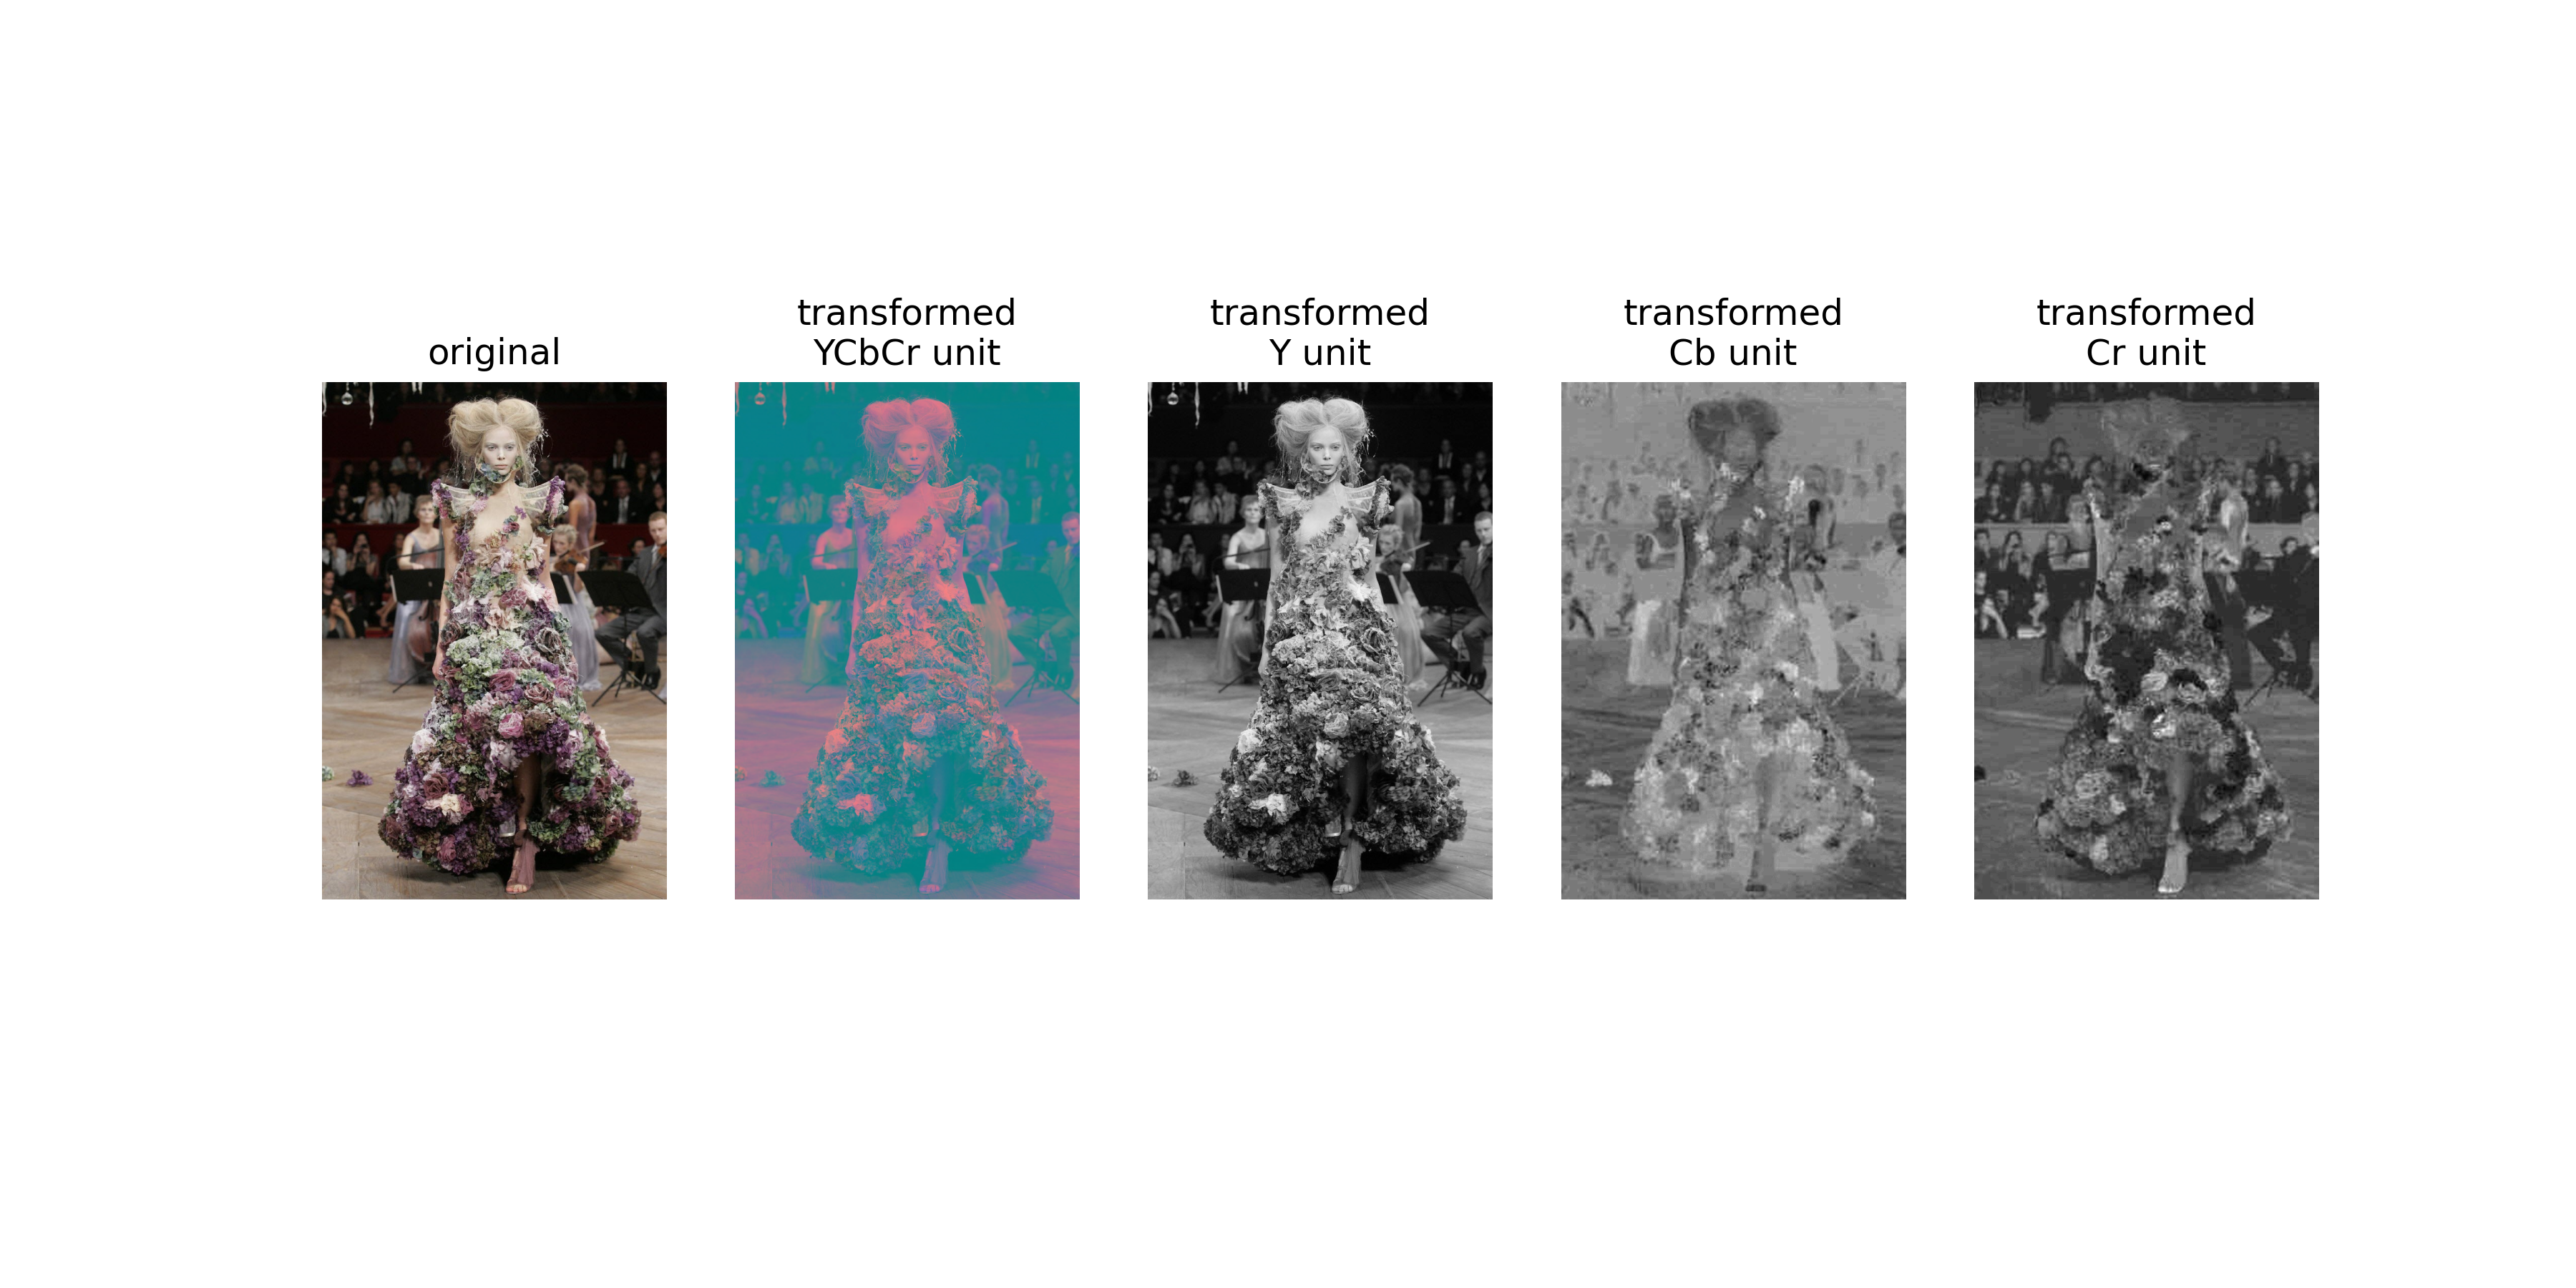 original
transformed
YCbCr unit
transformed
Y unit
transformed
Cb unit
transformed
Cr unit